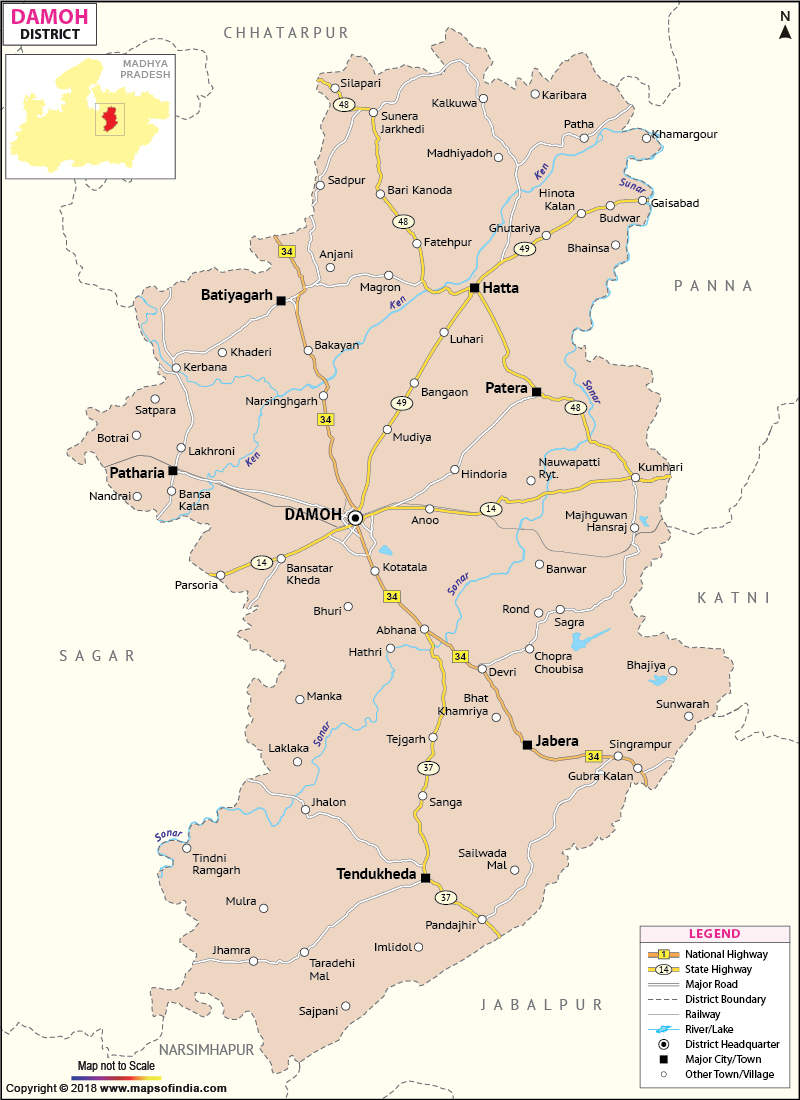 DAMOH
DISTRICT
CHHATARPUR
N
MADHYA
PRADESH
Silapari
48
Sunera
Jarkhedi
Kalkuwa
Karibara
Patha
Khamargour
Madhiyadoh
Ken
Sadpur
Bari Kanoda
Hinota
Kalan
Sunar
Gaisabad
Budwar
48
Ghutariya
49
Fatehpur
Bhainsa
34
Anjani
Magron
Hatta
PANNA
Batiyagarh
Ken
Sonar
Luhari
Bakayan
Khaderi
Kerbana
Bangaon
Patera
Narsinghgarh
49
48
Satpara
34
Mudiya
Botrai
Lakhroni
Ken
Patharia
Hindoria
Nauwapatti
Ryt.
Kumhari
Nandrai
Bansa
Kalan
DAMOH
14
Anoo
Majhguwan
Hansraj
14
Parsoria
Bansatar
Kheda
Kotatala
Banwar
Sonar
34
Bhuri
Rond
Sagra
KATNI
Abhana
SAGAR
Hathri
34
Devri
Chopra
Choubisa
Bhajiya
Manka
Bhat
Khamriya
Sunwarah
Sonar
Tejgarh
Jabera
Laklaka
34
Singrampur
Gubra Kalan
37
Jhalon
Sanga
Sonar
Tindni
Ramgarh
Sailwada
Mal
Tendukheda
37
Mulra
Pandajhir
Jhamra
Taradehi
Mal
Imlidol
Sajpani
JABALPUR
NARSIMHAPUR
LEGEND
1 National Highway
14 State Highway
Major Road
District Boundary
Railway
River/Lake
District Headquarter
Major City/Town
Other Town/Village
Map not to Scale
Copyright © 2018 www.mapsofindia.com